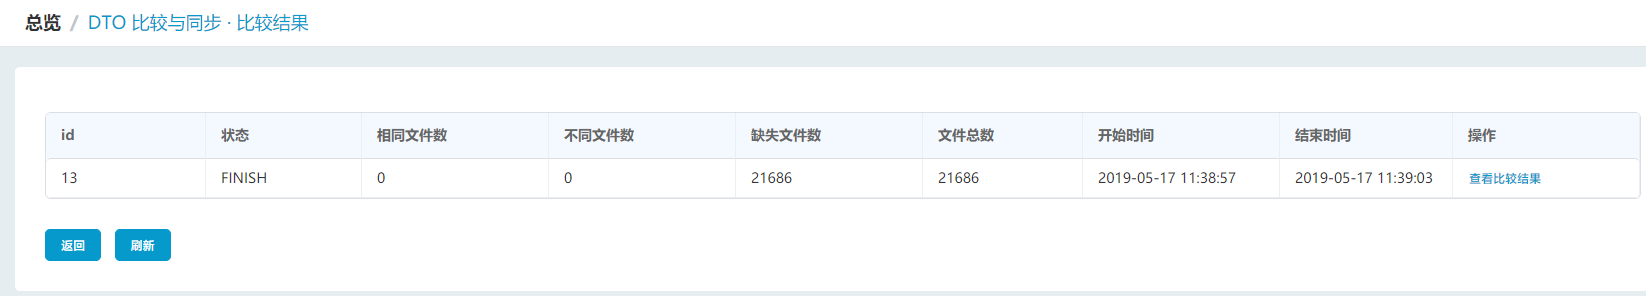 总览 / DTO 比较与同步 · 比较结果
id 状态 相同文件数 不同文件数 缺失文件数 文件总数 开始时间 结束时间 操作
13 FINISH 0 0 21686 21686 2019-05-17 11:38:57 2019-05-17 11:39:03 查看比较结果
返回 刷新